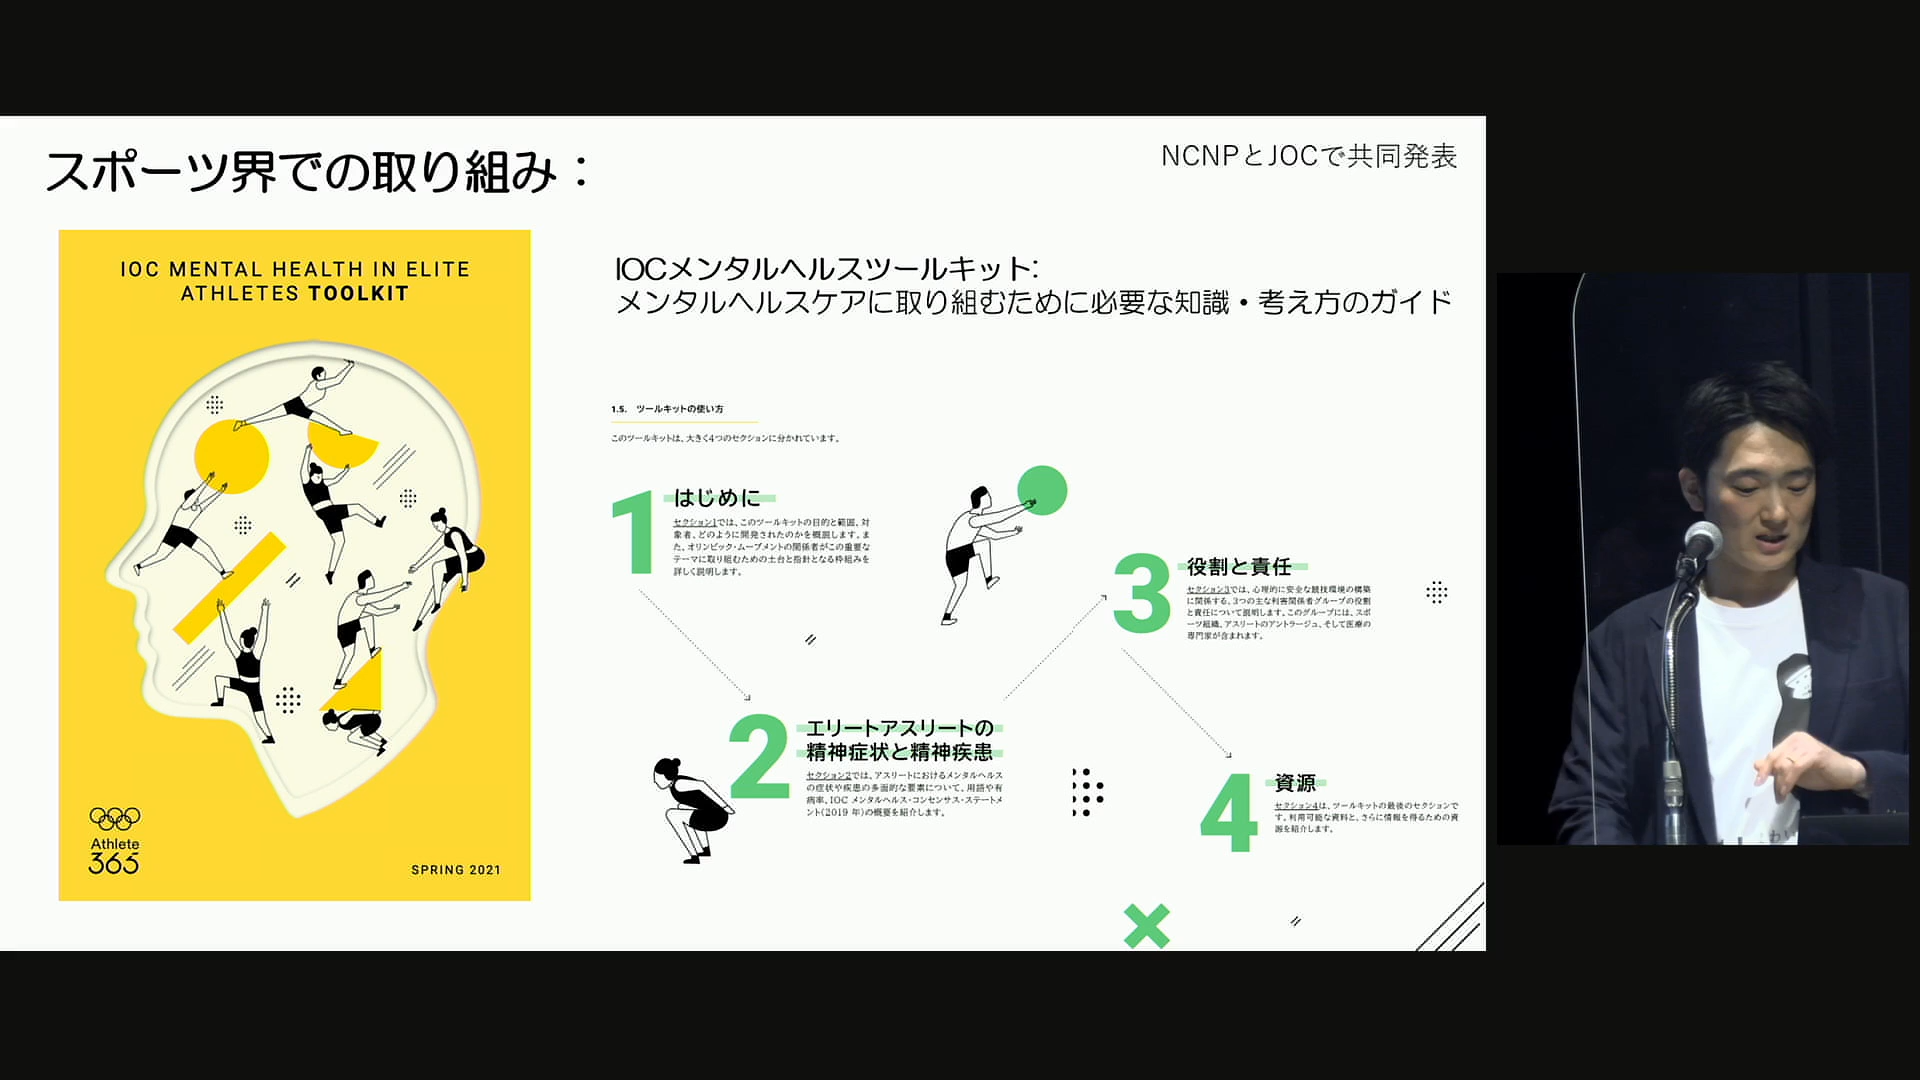 スポーツ界での取り組み：
NCNPとJOCで共同発表
IOC MENTAL HEALTH IN ELITE
ATHLETES TOOLKIT
Athlete
365
SPRING 2021
IOCメンタルヘルスツールキット:
メンタルヘルスケアに取り組むために必要な知識・考え方のガイド
1.5. ツールキットの使い方
このツールキットは、大きく4つのセクションに分かれています。
1 はじめに
セクション1では、このツールキットの目的と範囲、対
象者、どのように開発されたのかを概説します。ま
た、オリンピック・ムーブメントの関係者がこの重要な
テーマに取り組むための土台と指針となる枠組みを
詳しく説明します。
2 エリートアスリートの
精神症状と精神疾患
セクション2では、アスリートにおけるメンタルヘルス
の症状や疾患の多面的な要素について、用語や有
病率、IOC メンタルヘルス・コンセンサス・ステートメ
ント(2019 年)の概要を紹介します。
3 役割と責任
セクション3では、心理的に安全な競技環境の構築
に関係する、3つの主な利害関係者グループの役割
と責任について説明します。このグループには、スポ
ーツ組織、アスリートのアントラージュ、そして医療の
専門家が含まれます。
4 資源
セクション4は、ツールキットの最後のセクションで
す。利用可能な資料と、さらに情報を得るための資
源を紹介します。